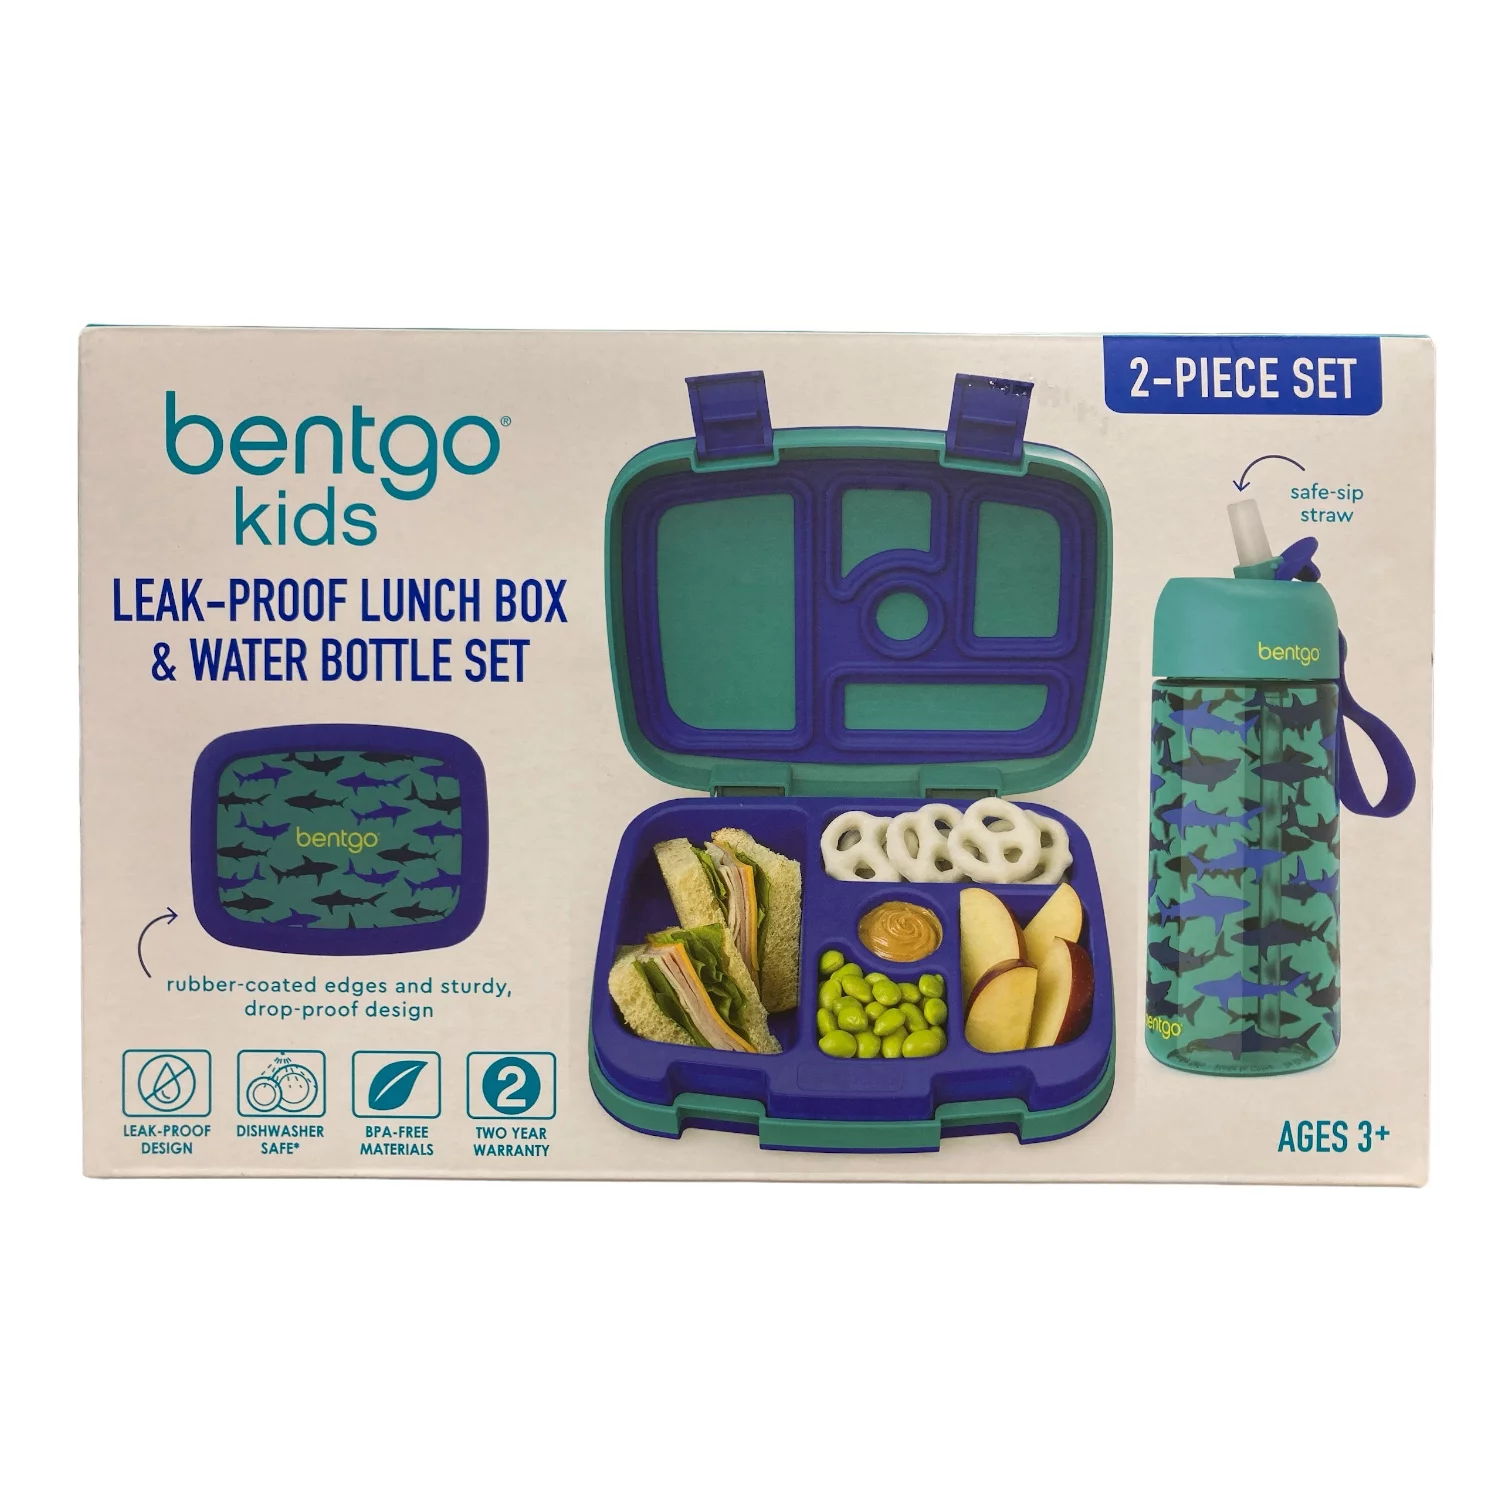 2-PIECE SET
bentgo®
kids
LEAK-PROOF LUNCH BOX
& WATER BOTTLE SET
safe-sip
straw
bentgo
bentgo
bentgo
rubber-coated edges and sturdy,
drop-proof design
LEAK-PROOF
DESIGN
DISHWASHER
SAFE*
BPA-FREE
MATERIALS
2
TWO YEAR
WARRANTY
AGES 3+